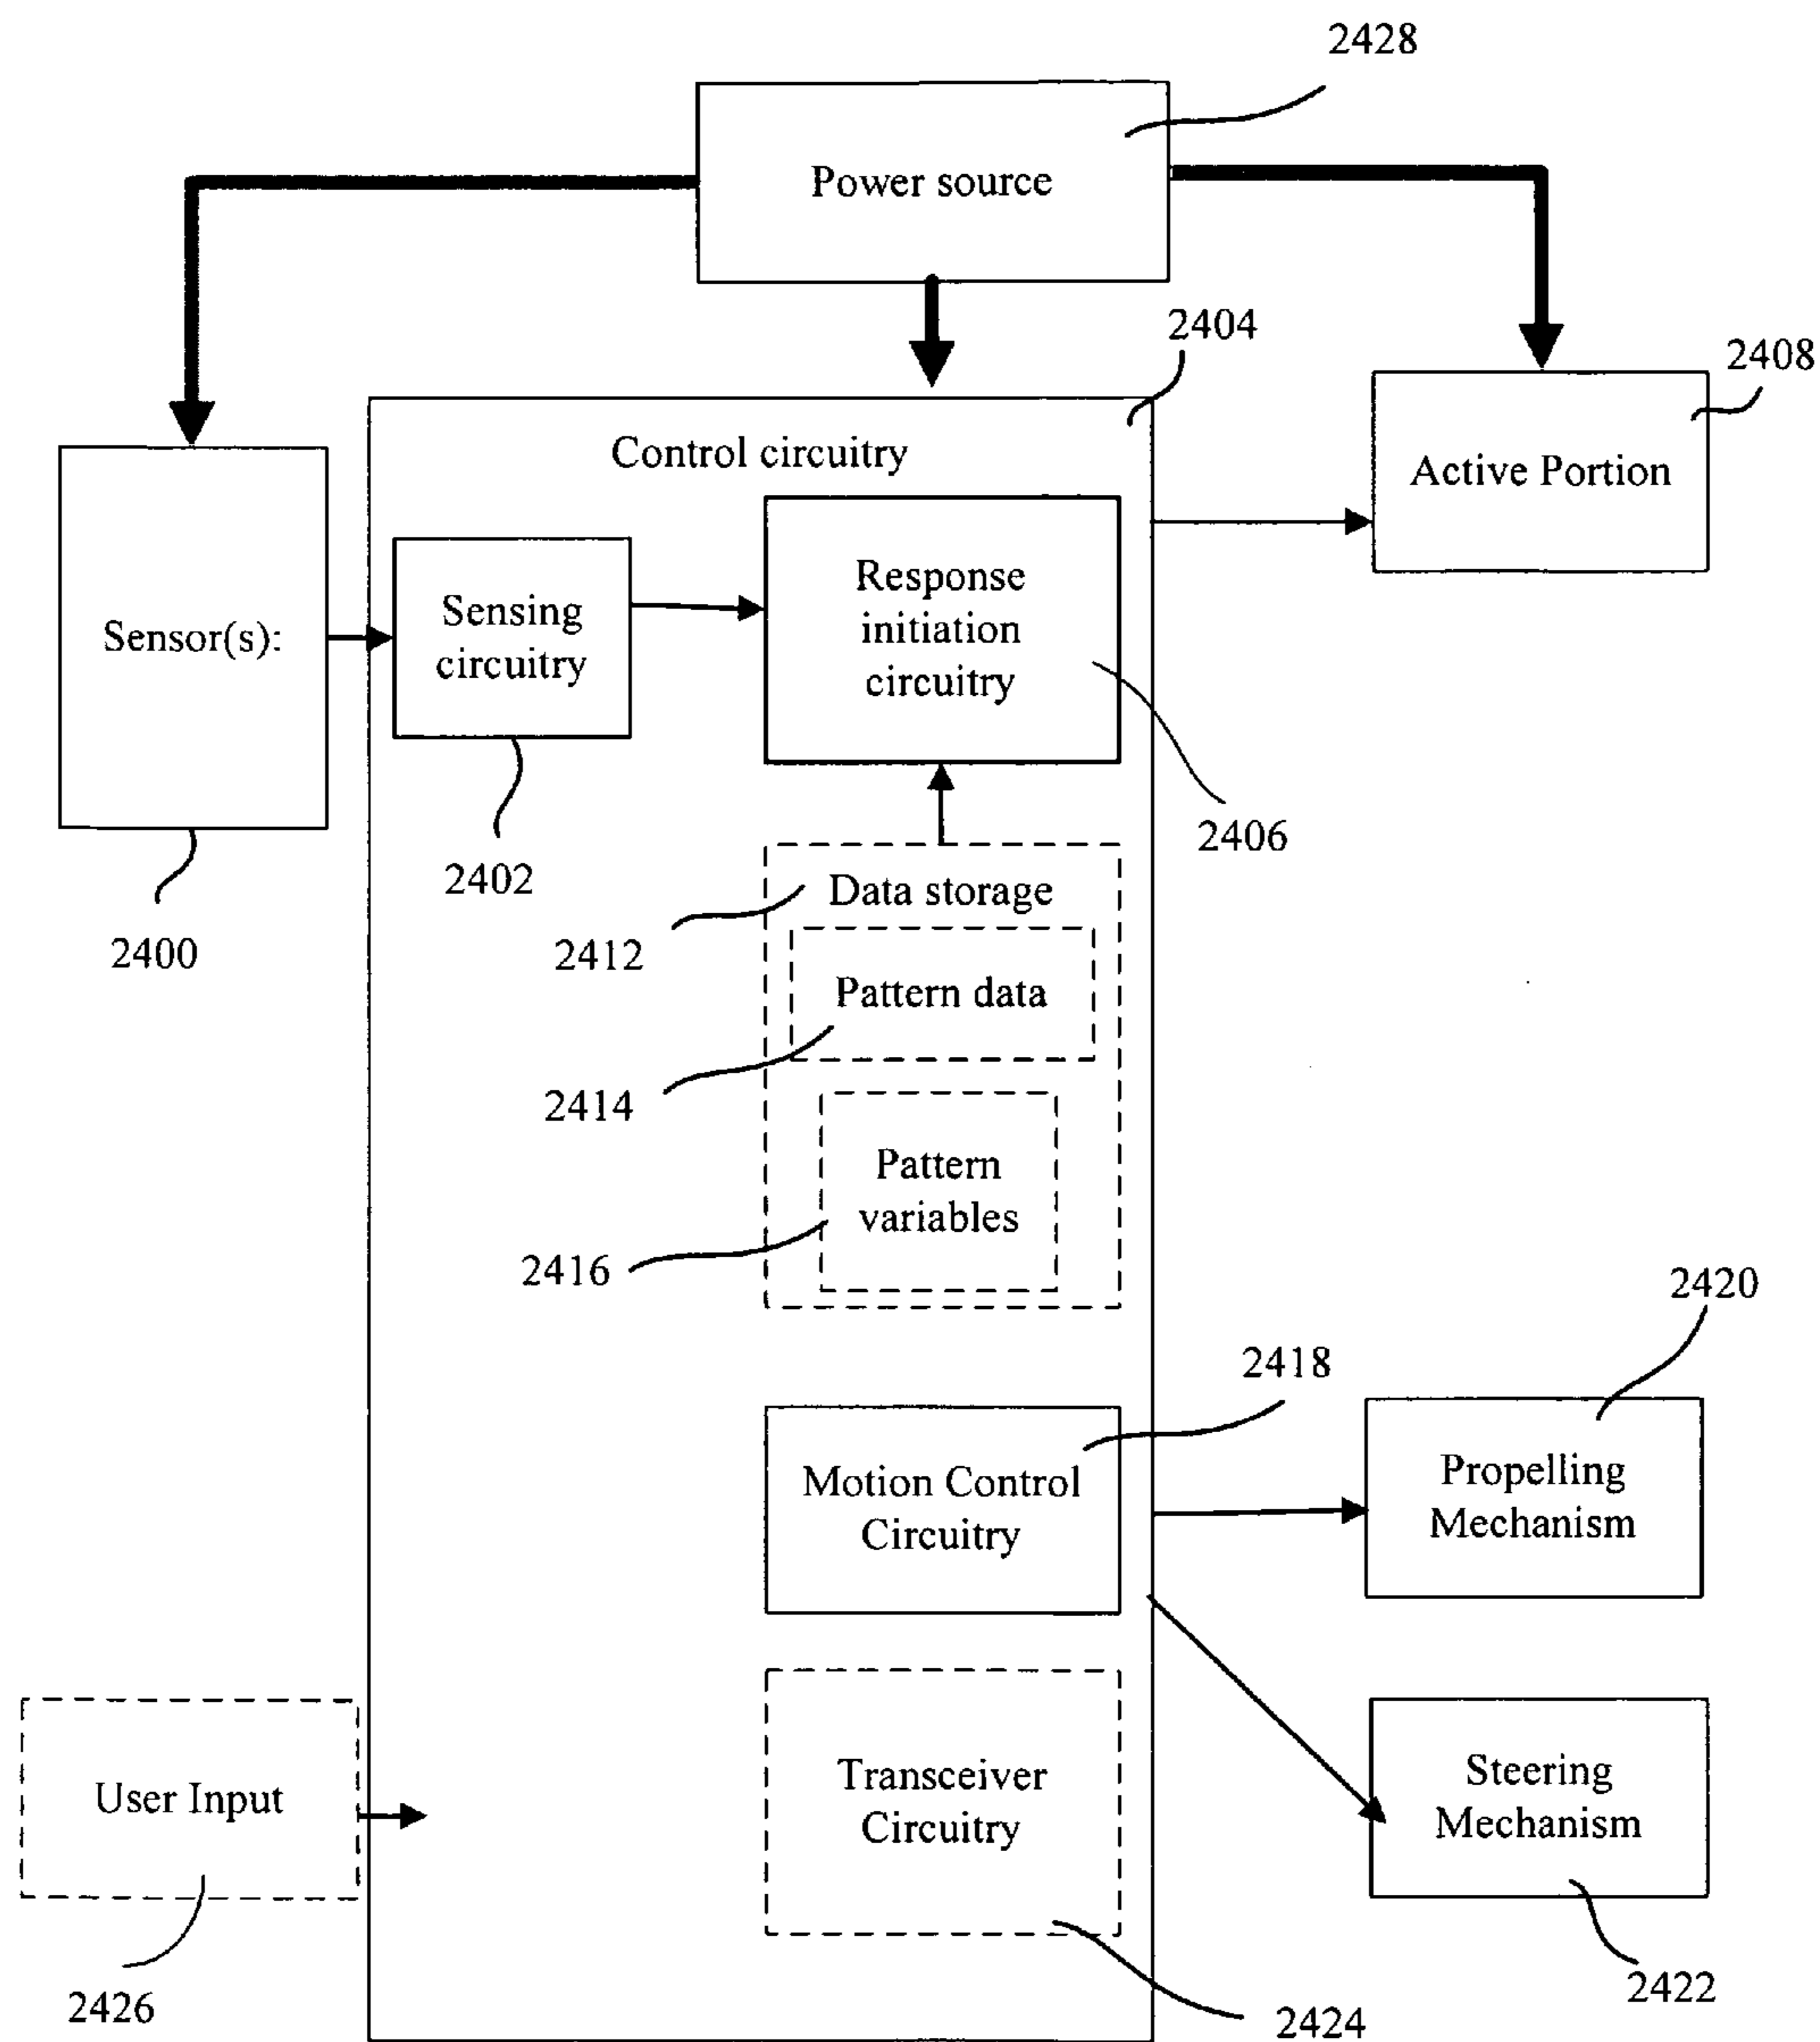 2428
Power source
2404
2408
Control circuitry
Active Portion
Response
initiation
circuitry
Sensing
circuitry
Sensor(s):
2406
2402
Data storage
2400
2412
Pattern data
2414
Pattern
variables
2416
2420
2418
Propelling
Mechanism
Motion Control
Circuitry
User Input
Transceiver
Circuitry
Steering
Mechanism
2426
2424
2422